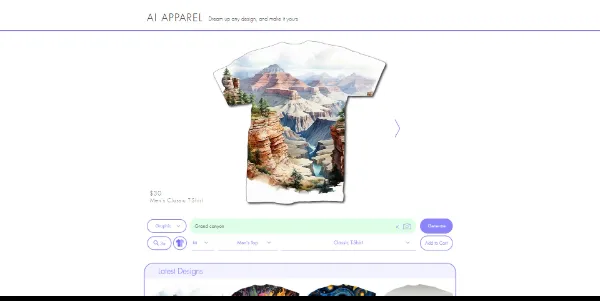 AI APPAREL
Dream up any design, and make it yours
$30
Men's Classic T-Shirt
English
Grand canyon
Generate
M
Men's Top
Classic T-Shirt
Add to Cart
Latest Designs